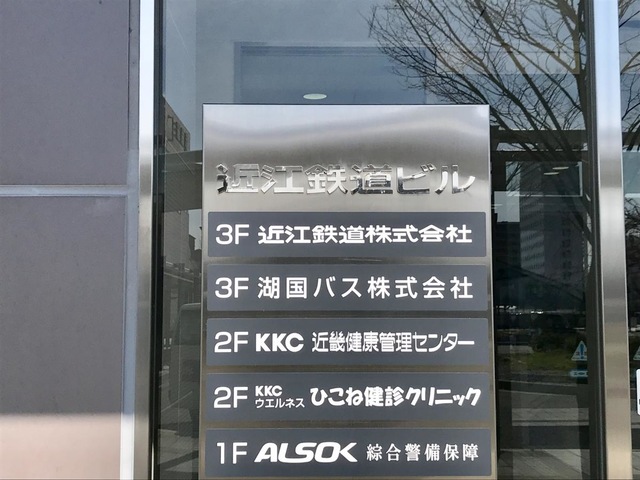 近江鉄道ビル
3F 近江鉄道株式会社
3F 湖国バス株式会社
2F KKC 近畿健康管理センター
2F KKCウエルネス ひこね健診クリニック
1F ALSOK 綜合警備保障